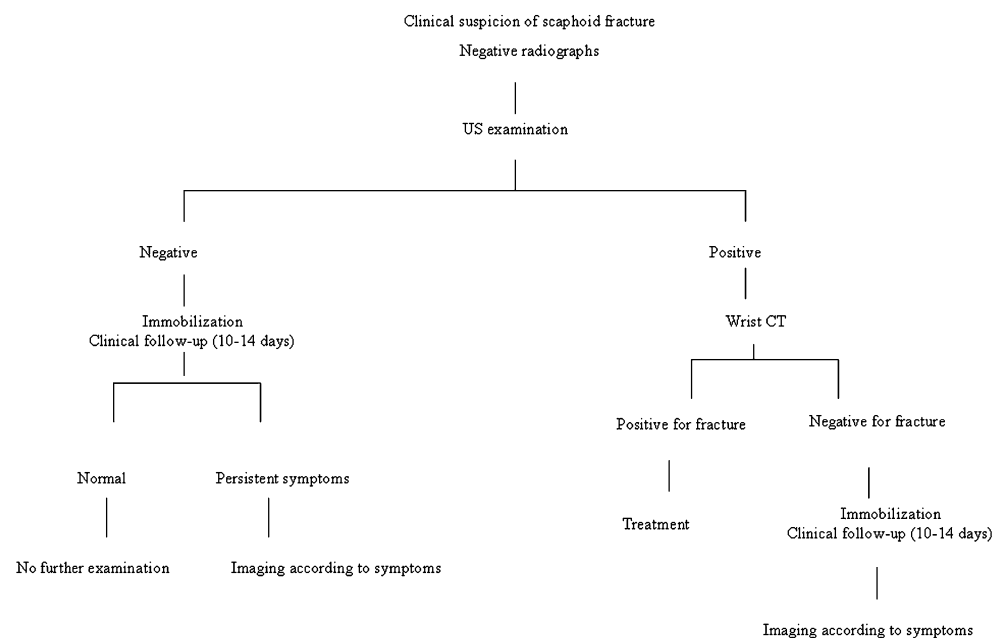 Clinical suspicion of scaphoid fracture
Negative radiographs
US examination
Negative
Positive
Immobilization
Clinical follow-up (10-14 days)
Wrist CT
Positive for fracture
Negative for fracture
Normal
Persistent symptoms
Treatment
Immobilization
Clinical follow-up (10-14 days)
No further examination
Imaging according to symptoms
Imaging according to symptoms